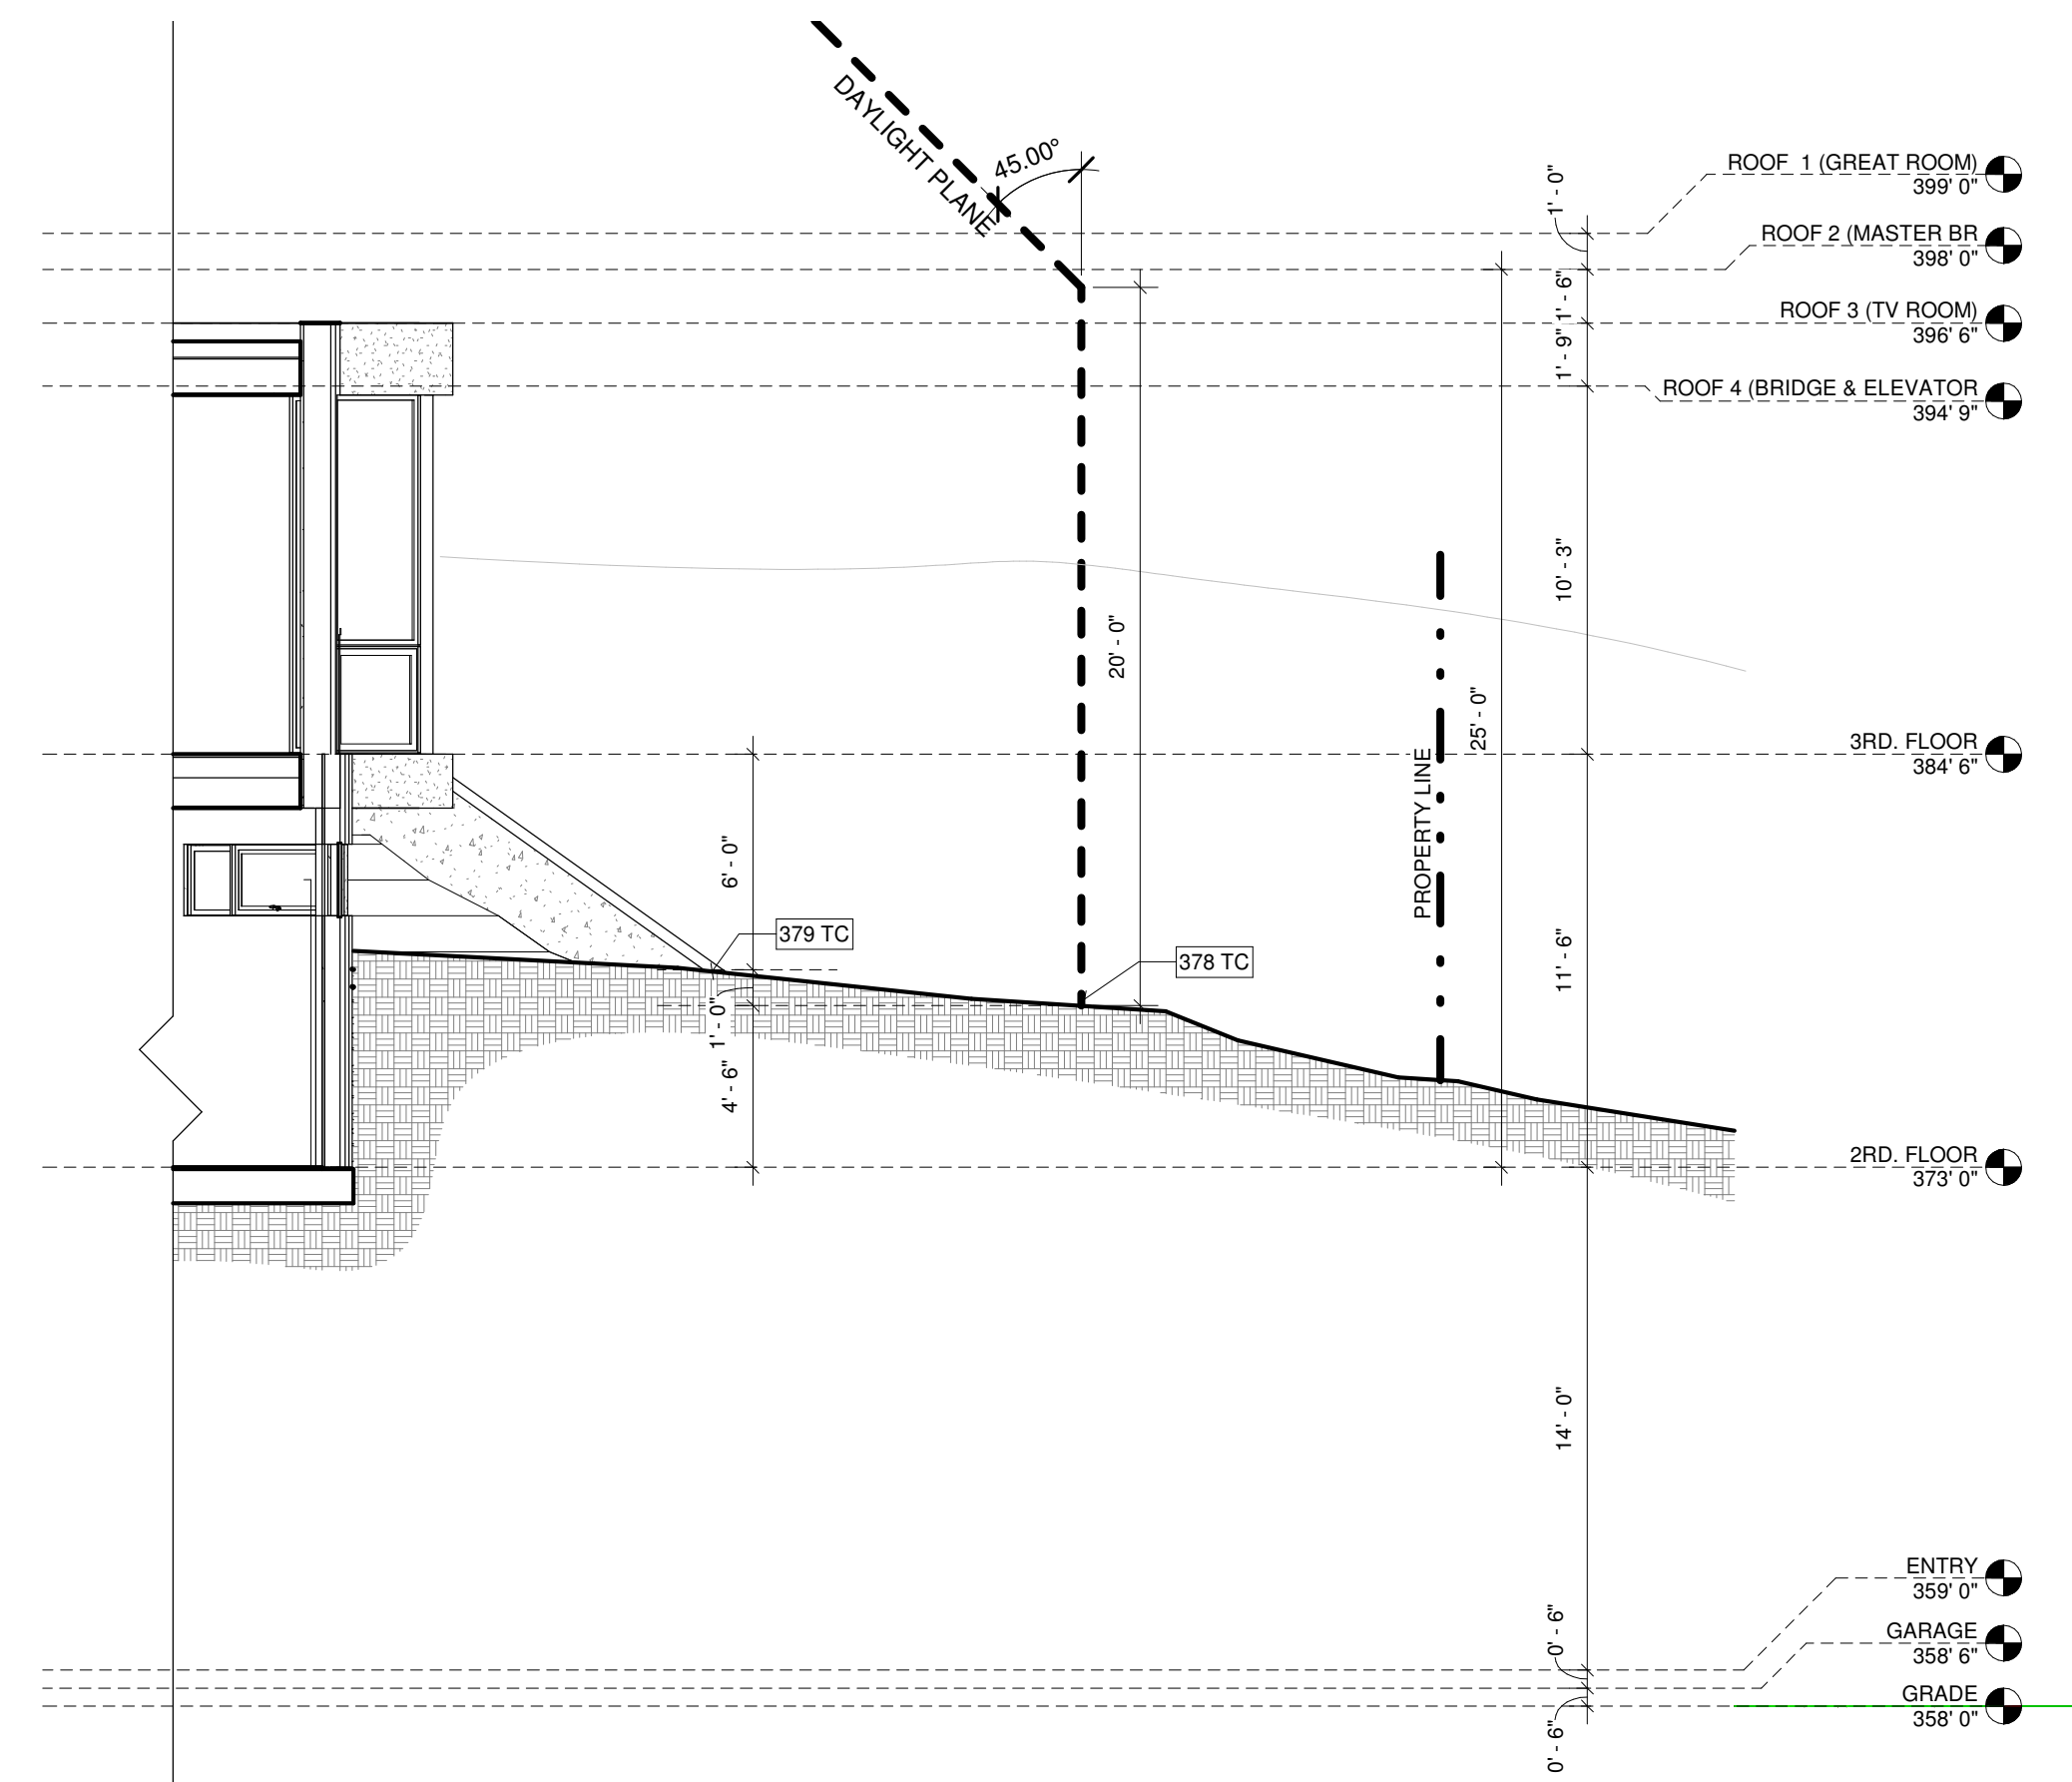 DAYLIGHT PLANE
45.00°
1' - 0"
ROOF  1 (GREAT ROOM)
399' 0"
ROOF 2 (MASTER BR
398' 0"
1' - 6"
ROOF 3 (TV ROOM)
396' 6"
1' - 9"
ROOF 4 (BRIDGE & ELEVATOR
394' 9"
10' - 3"
20' - 0"
25' - 0"
PROPERTY LINE
3RD. FLOOR
384' 6"
6' - 0"
379 TC
378 TC
11' - 6"
1' - 0"
4' - 6"
2RD. FLOOR
373' 0"
14' - 0"
ENTRY
359' 0"
0' - 6"
GARAGE
358' 6"
GRADE
358' 0"
0' - 6"